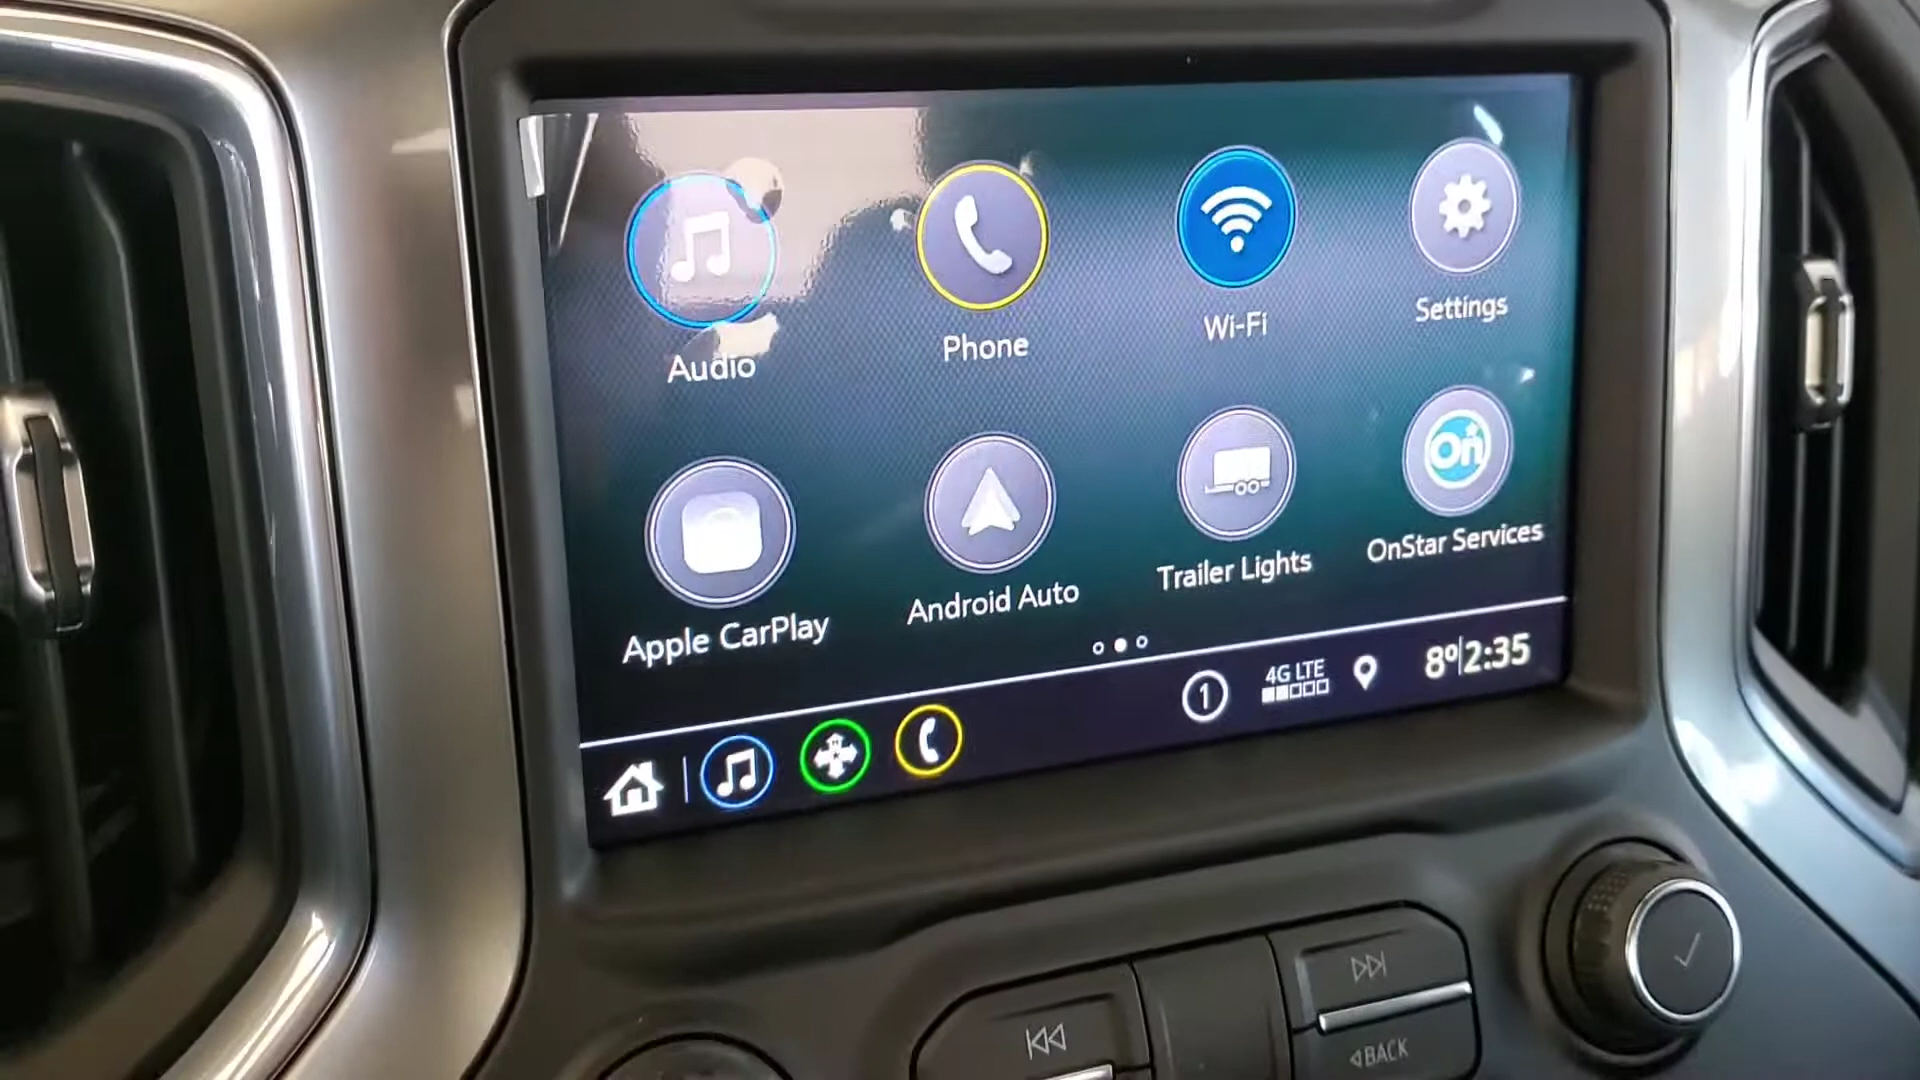 Audio
Phone
Wi-Fi
Settings
Apple CarPlay
Android Auto
Trailer Lights
On
OnStar Services
1
4G LTE
8° 2:35
BACK